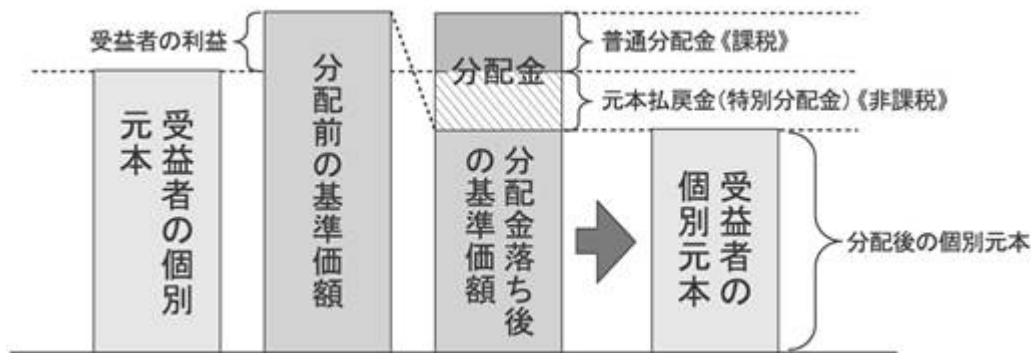 受益者の利益
受益者の個別
元本
分配前の基準価額
分配金
分配金落ち後
の基準価額
普通分配金《課税》
元本払戻金(特別分配金)《非課税》
受益者の
個別元本
分配後の個別元本